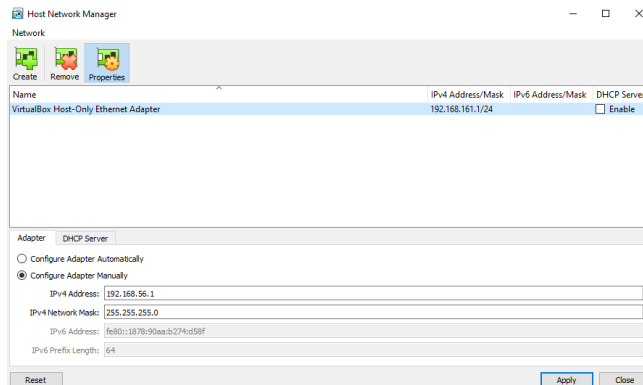 Host Network Manager
Network
Create Remove Properties
Name IPv4 Address/Mask IPv6 Address/Mask DHCP Server
VirtualBox Host-Only Ethernet Adapter 192.168.161.1/24 Enable
Adapter DHCP Server
Configure Adapter Automatically
Configure Adapter Manually
IPv4 Address: 192.168.56.1
IPv4 Network Mask: 255.255.255.0
IPv6 Address: fe80::1878:90aa:b274:d58f
IPv6 Prefix Length: 64
Reset Apply Close